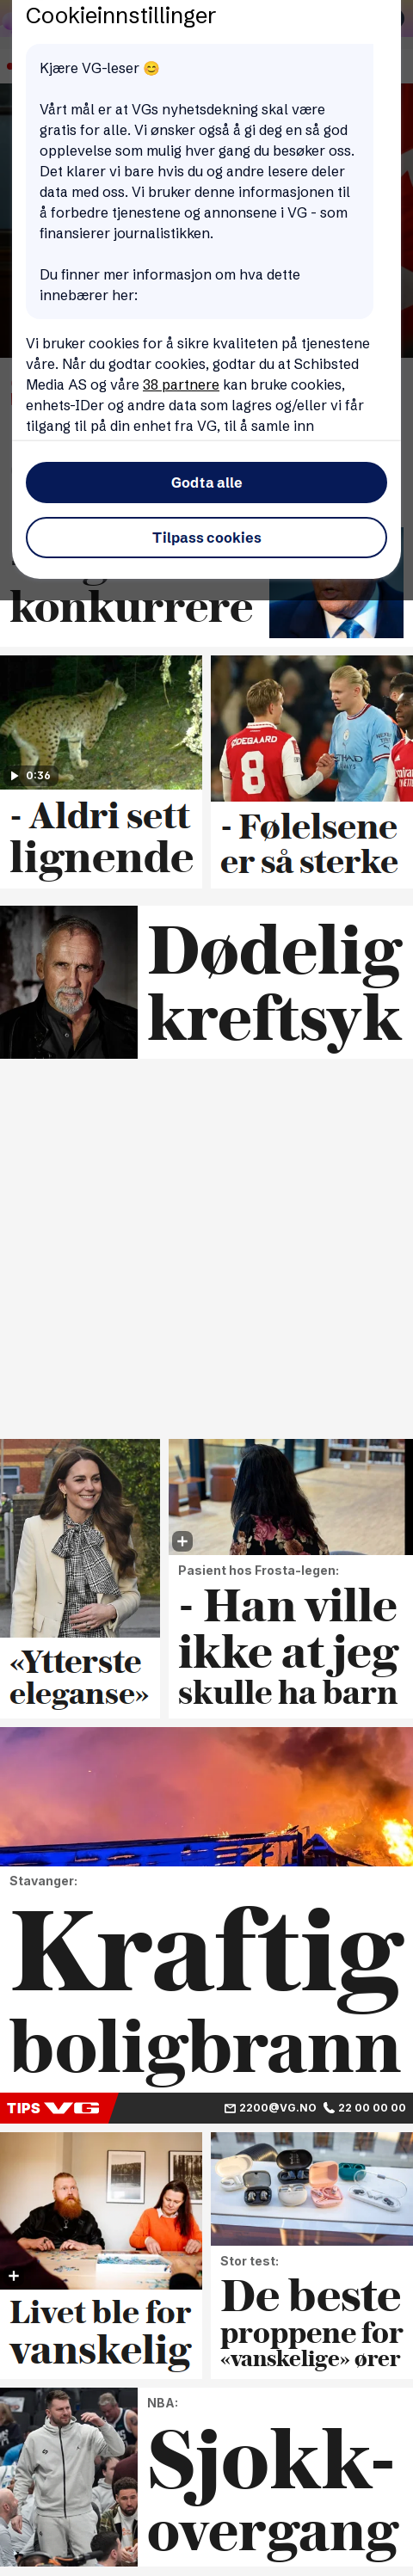 Cookieinnstillinger
Kjære VG-leser 😊
Vårt mål er at VGs nyhetsdekning skal være
gratis for alle. Vi ønsker også å gi deg en så god
opplevelse som mulig hver gang du besøker oss.
Det klarer vi bare hvis du og andre lesere deler
data med oss. Vi bruker denne informasjonen til
å forbedre tjenestene og annonsene i VG - som
finansierer journalistikken.
Du finner mer informasjon om hva dette
innebærer her:
Vi bruker cookies for å sikre kvaliteten på tjenestene
våre. Når du godtar cookies, godtar du at Schibsted
Media AS og våre 38 partnere kan bruke cookies,
enhets-IDer og andre data som lagres og/eller vi får
tilgang til på din enhet fra VG, til å samle inn
Godta alle
Tilpass cookies
konkurrere
0:36
- Aldri sett
lignende
ØDEGAARD
8
- Følelsene
er så sterke
Dødelig
kreftsyk
«Ytterste
eleganse»
Pasient hos Frosta-legen:
- Han ville
ikke at jeg
skulle ha barn
Stavanger:
Kraftig
boligbrann
TIPS VG 2200@VG.NO 22 00 00 00
Livet ble for
vanskelig
Stor test:
De beste
proppene for
«vanskelige» ører
NBA:
Sjokk-
overgang